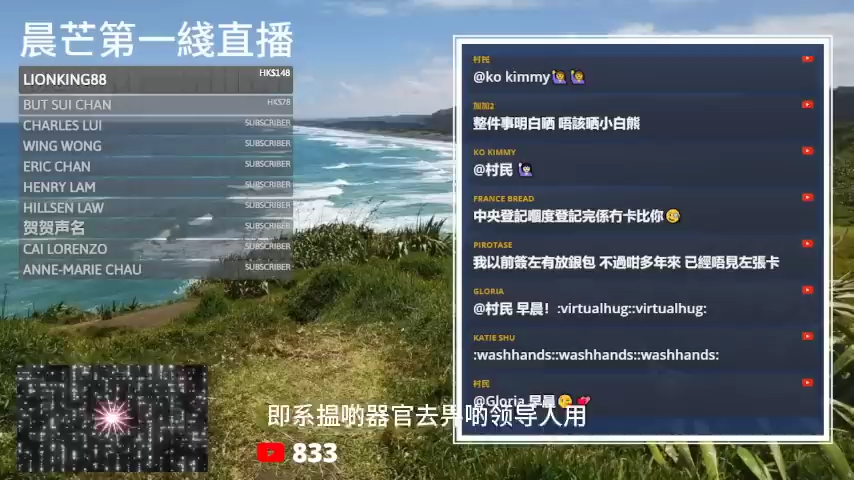 晨芒第一綫直播
LIONKING88 HK$148
BUT SUI CHAN HK$78
CHARLES LUI SUBSCRIBER
WING WONG SUBSCRIBER
ERIC CHAN SUBSCRIBER
HENRY LAM SUBSCRIBER
HILLSEN LAW SUBSCRIBER
贺贺声名 SUBSCRIBER
CAI LORENZO SUBSCRIBER
ANNE-MARIE CHAU SUBSCRIBER
村民
@ko kimmy🙋‍♀️🙋‍♀️
加加2
整件事明白晒 唔該晒小白熊
KO KIMMY
@村民 🙋🏻‍♀️
FRANCE BREAD
中央登記嗰度登記完係冇卡比你
PIROTASE
我以前簽左有放銀包 不過咁多年來 已經唔見左張卡
GLORIA
@村民 早晨！:virtualhug::virtualhug:
KATIE SHU
:washhands::washhands::washhands:
村民
@Gloria 早晨😘💕
即系揾啲器官去畀啲领导人用
833